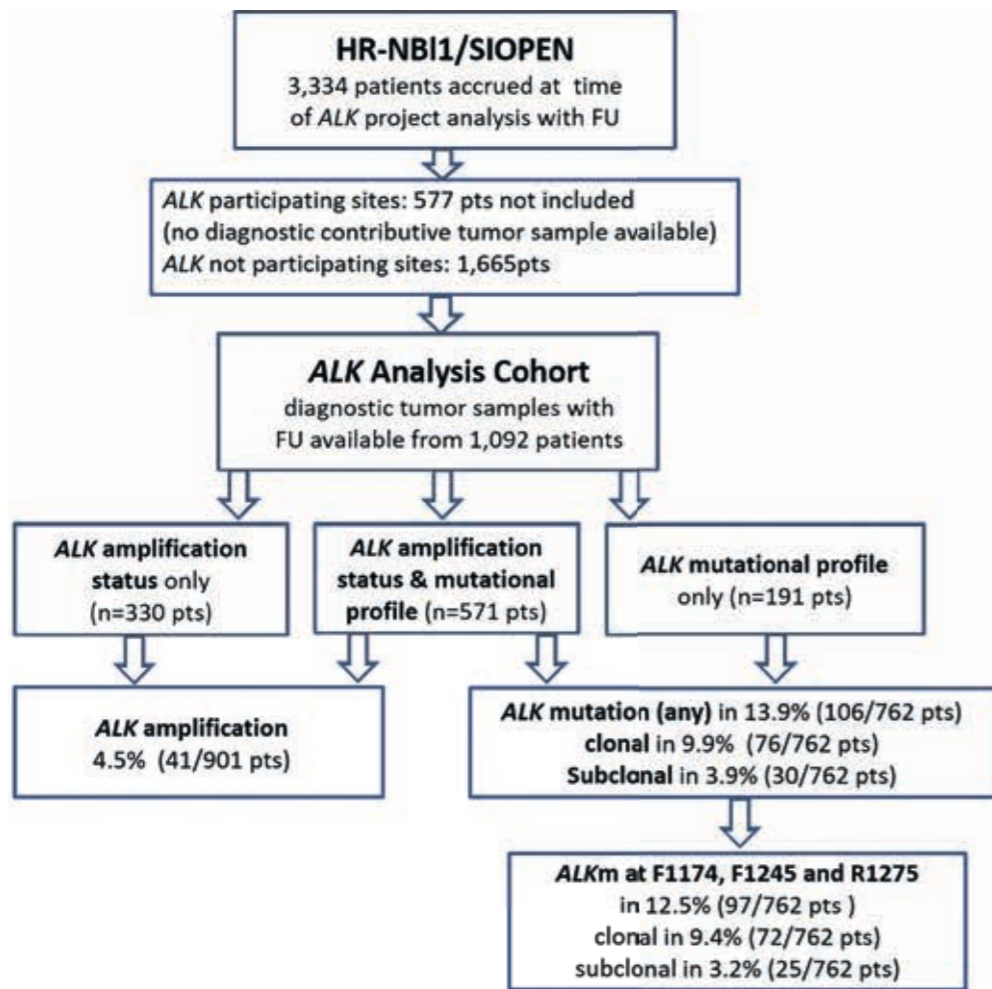 HR-NBl1/SIOPEN
3,334 patients accrued at time
of ALK project analysis with FU
ALK participating sites: 577 pts not included
(no diagnostic contributive tumor sample available)
ALK not participating sites: 1,665pts
ALK Analysis Cohort
diagnostic tumor samples with
FU available from 1,092 patients
ALK amplification
status only
(n=330 pts)
ALK amplification
status & mutational
profile (n=571 pts)
ALK mutational profile
only (n=191 pts)
ALK amplification
4.5% (41/901 pts)
ALK mutation (any) in 13.9% (106/762 pts)
clonal in 9.9% (76/762 pts)
Subclonal in 3.9% (30/762 pts)
ALKm at F1174, F1245 and R1275
in 12.5% (97/762 pts )
clonal in 9.4% (72/762 pts)
subclonal in 3.2% (25/762 pts)